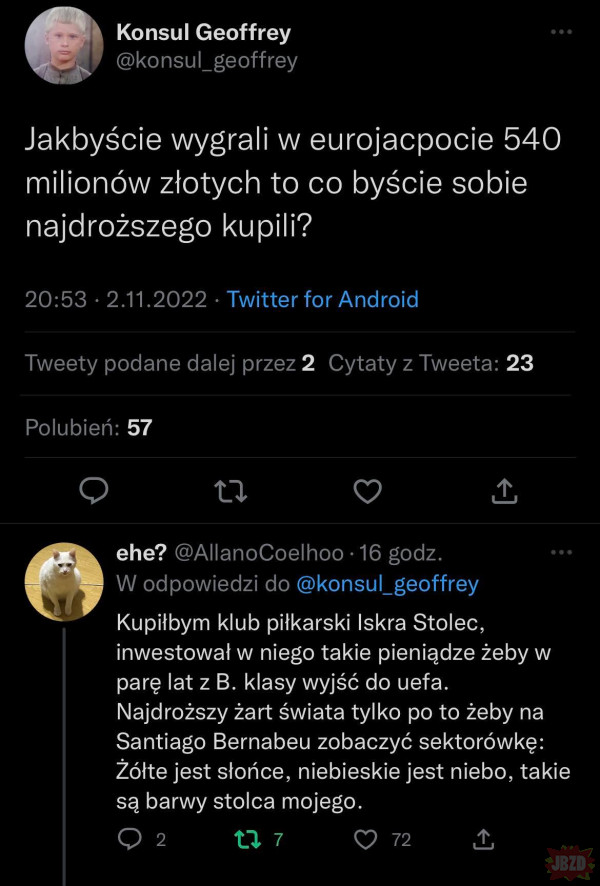 Konsul Geoffrey
@konsul_geoffrey
Jakbyście wygrali w eurojacpocie 540
milionów złotych to co byście sobie
najdroższego kupili?
20:53 · 2.11.2022 · Twitter for Android
Tweety podane dalej przez 2 Cytaty z Tweeta: 23
Polubień: 57
ehe? @AllanoCoelhoo · 16 godz.
W odpowiedzi do @konsul_geoffrey
Kupiłbym klub piłkarski Iskra Stolec,
inwestował w niego takie pieniądze żeby w
parę lat z B. klasy wyjść do uefa.
Najdroższy żart świata tylko po to żeby na
Santiago Bernabeu zobaczyć sektorówkę:
Żółte jest słońce, niebieskie jest niebo, takie
są barwy stolca mojego.
2 7 72
JBZD